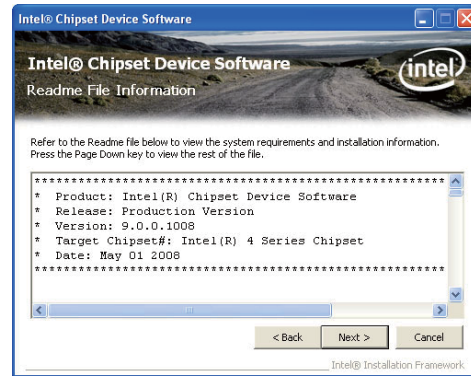 Intel® Chipset Device Software
Intel® Chipset Device Software
intel
Readme File Information
Refer to the Readme file below to view the system requirements and installation information.
Press the Page Down key to view the rest of the file.
********************************************************
* Product: Intel(R) Chipset Device Software
* Release: Production Version
* Version: 9.0.0.1008
* Target Chipset#: Intel(R) 4 Series Chipset
* Date: May 01 2008
********************************************************
< Back Next > Cancel
Intel® Installation Framework